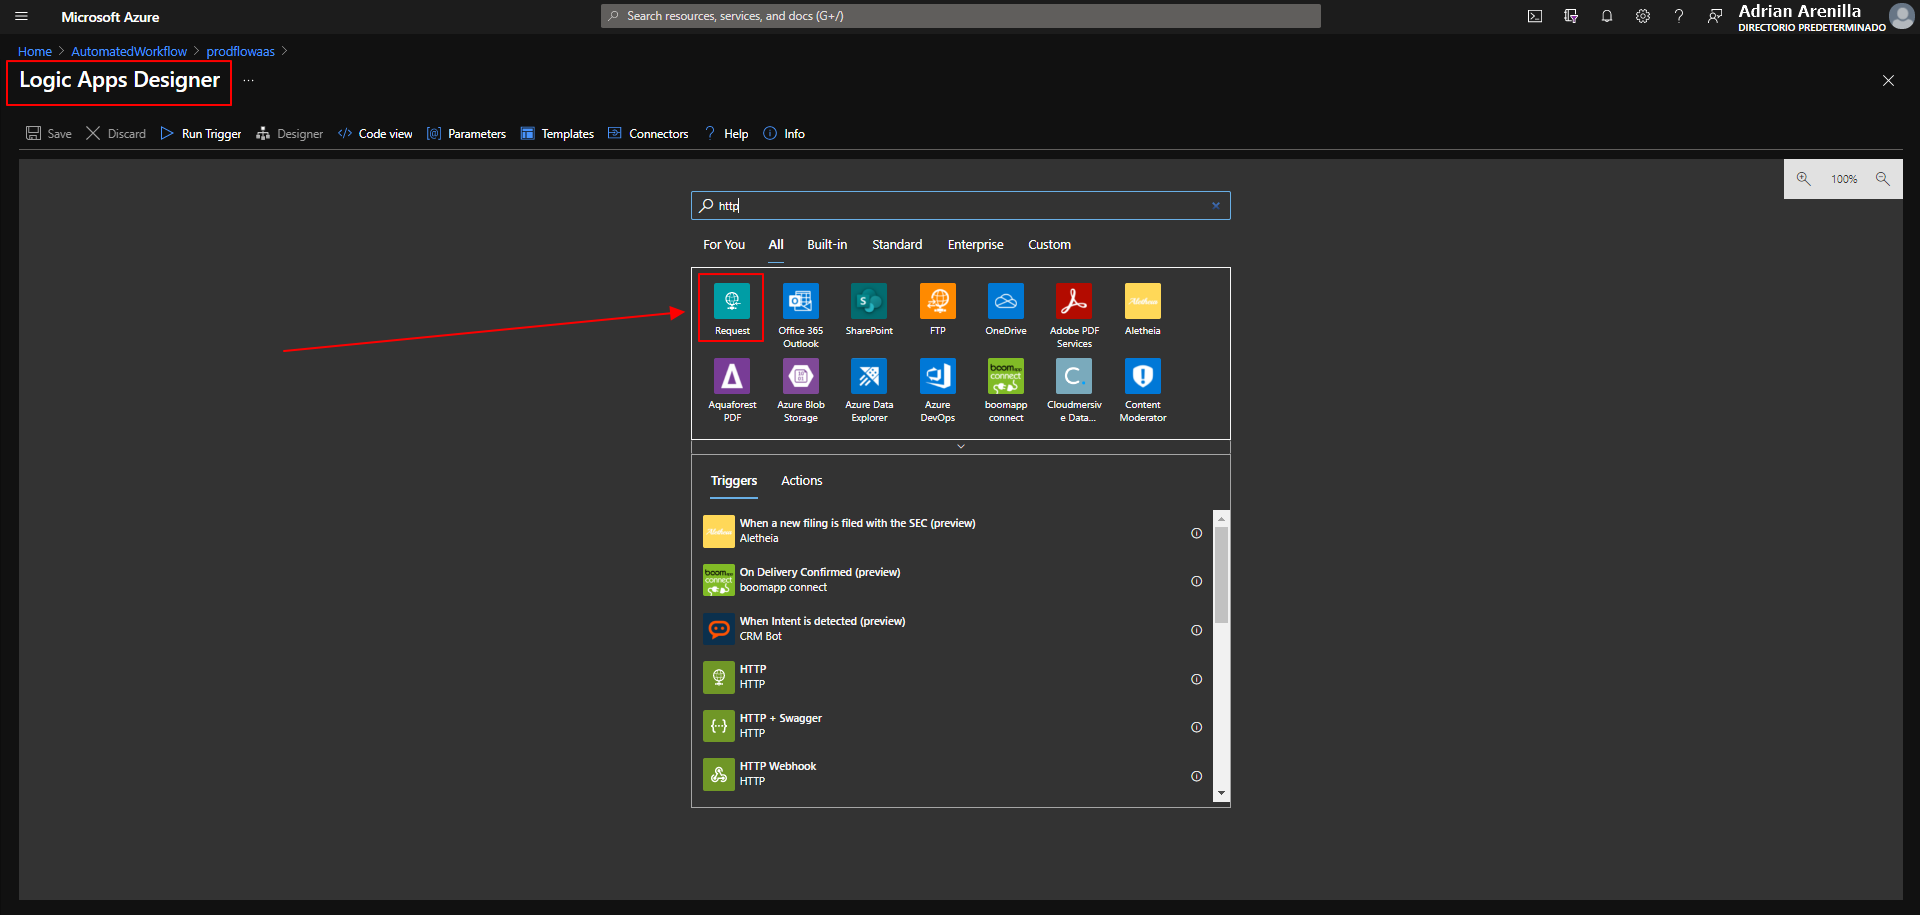 Microsoft Azure
Search resources, services, and docs (G+/)
Adrian Arenilla
DIRECTORIO PREDETERMINADO
Home > AutomatedWorkflow > prodflowaas >
Logic Apps Designer ...
Save Discard Run Trigger Designer Code view Parameters Templates Connectors ? Help Info
100%
http
For You All Built-in Standard Enterprise Custom
Request
Office 365
Outlook
SharePoint
FTP
OneDrive
Adobe PDF
Services
Aletheia
Aletheia
Aquaforest
PDF
Azure Blob
Storage
Azure Data
Explorer
Azure
DevOps
boomapp
connect
boomapp
connect
Cloudmersiv
e Data...
Content
Moderator
Triggers Actions
When a new filing is filed with the SEC (preview)
Aletheia
On Delivery Confirmed (preview)
boomapp connect
When Intent is detected (preview)
CRM Bot
HTTP
HTTP
HTTP + Swagger
HTTP
HTTP Webhook
HTTP